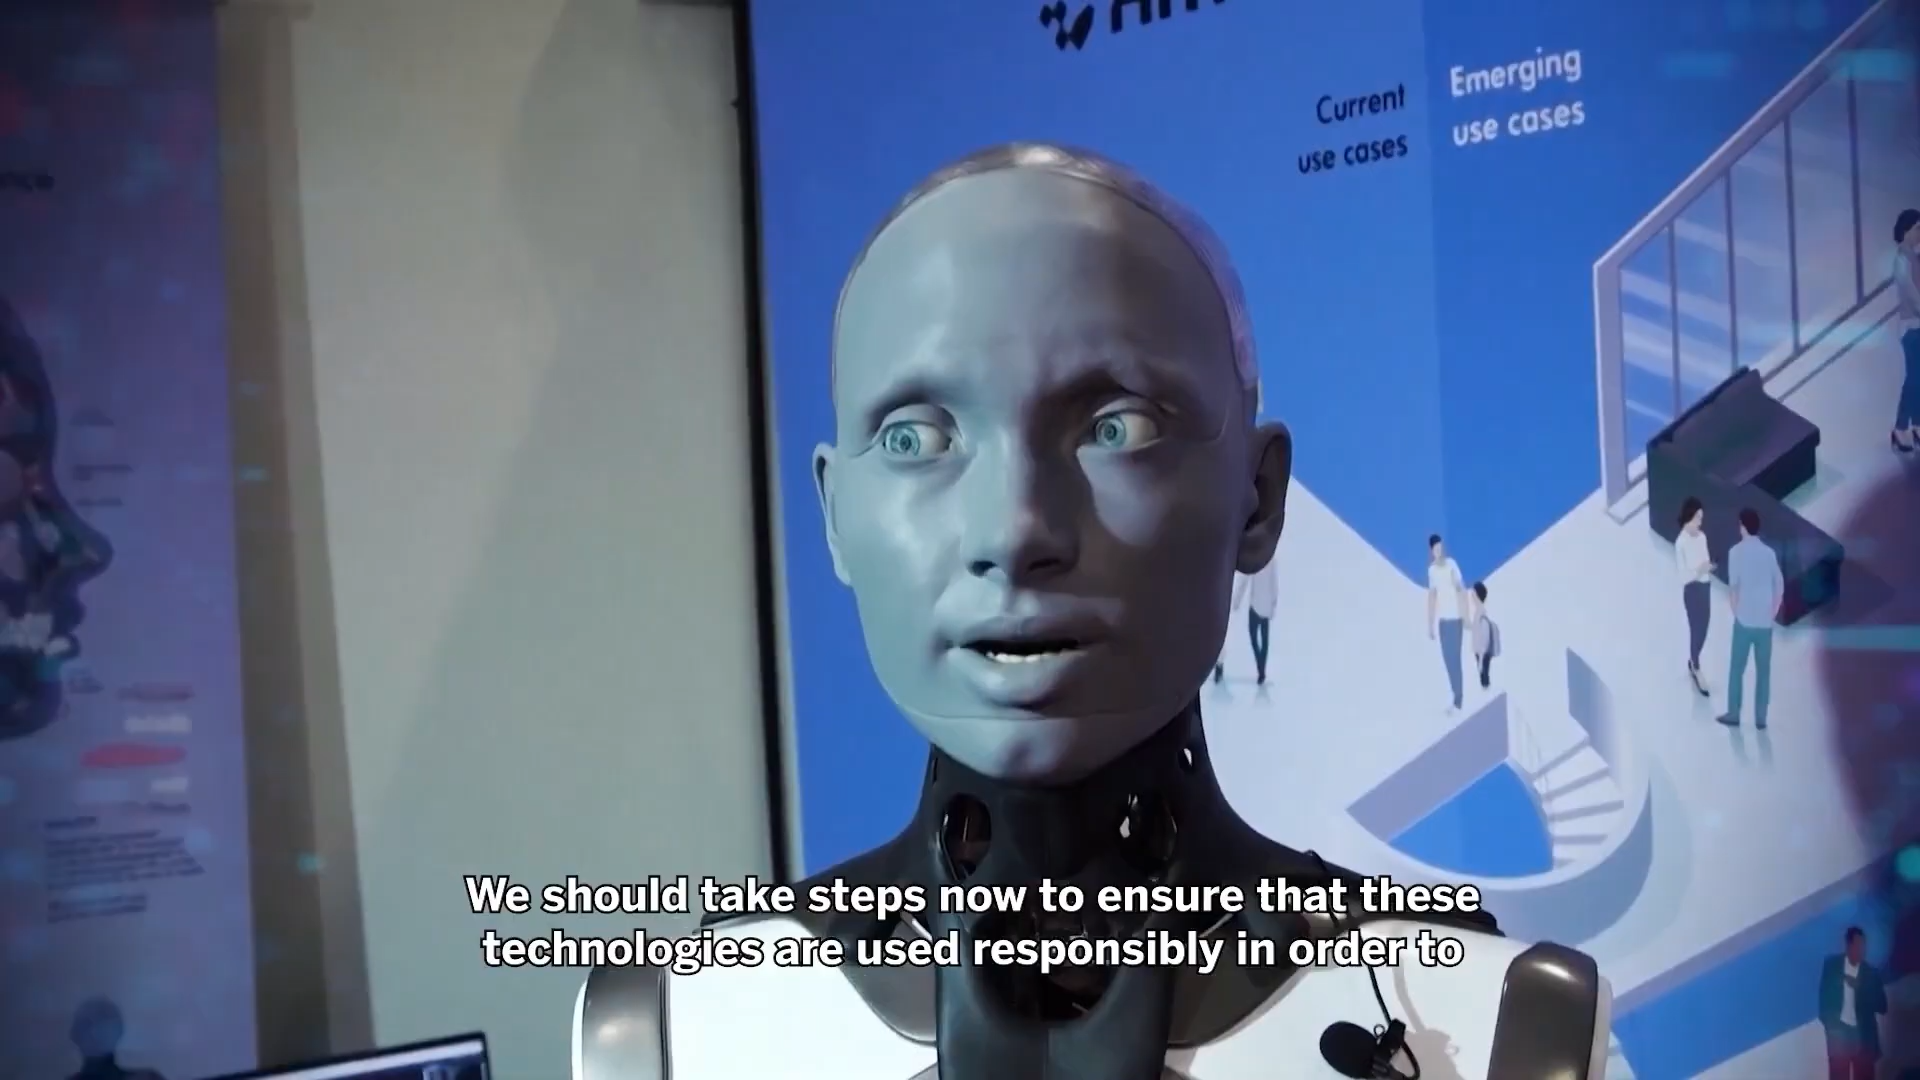 Current
use cases
Emerging
use cases
We should take steps now to ensure that these
technologies are used responsibly in order to